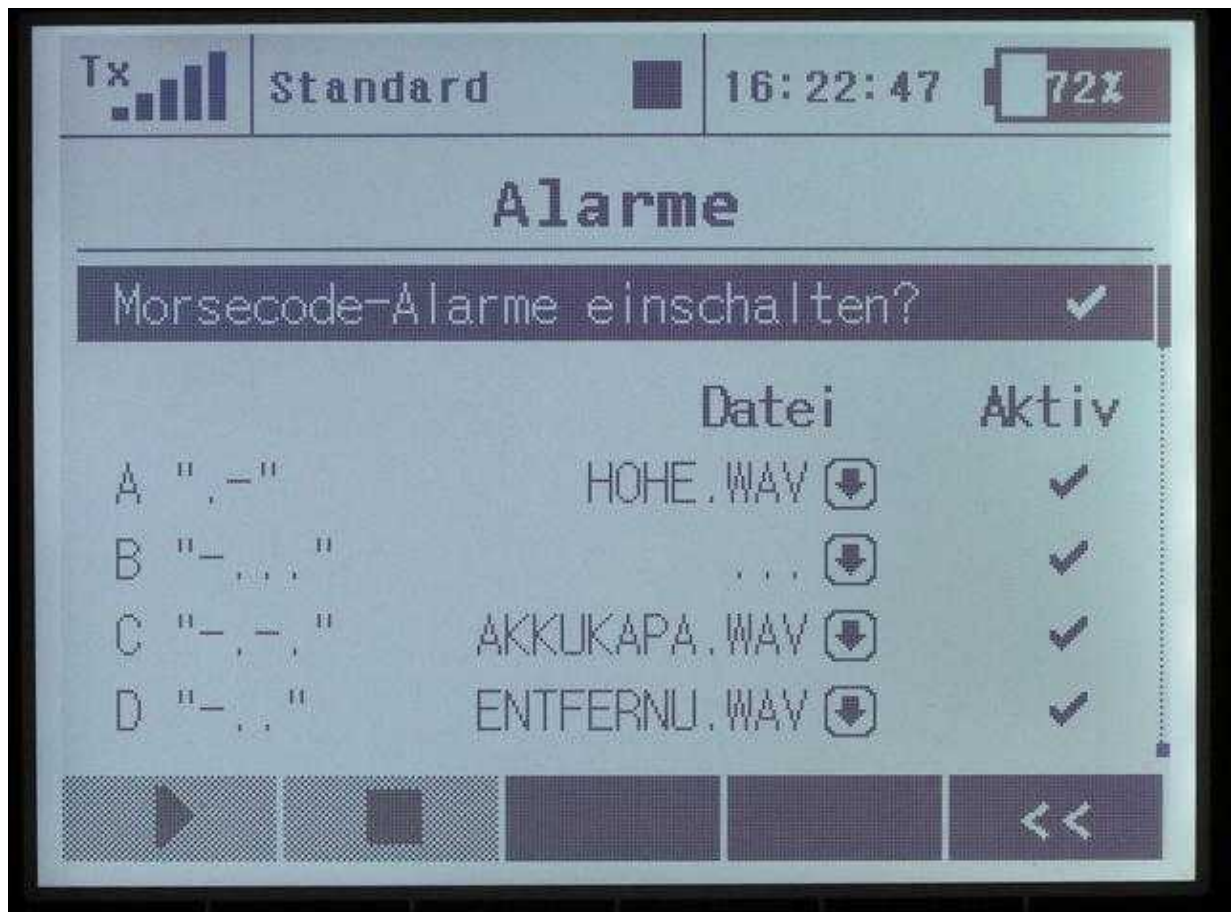 Tx Standard 16:22:47 72%
Alarme
Morsecode-Alarme einschalten?
Datei Aktiv
A ".-" HOHE.WAV
B "-..." ...
C "-.-." AKKUKAPA.WAV
D "-.." ENTFERNU.WAV
<<